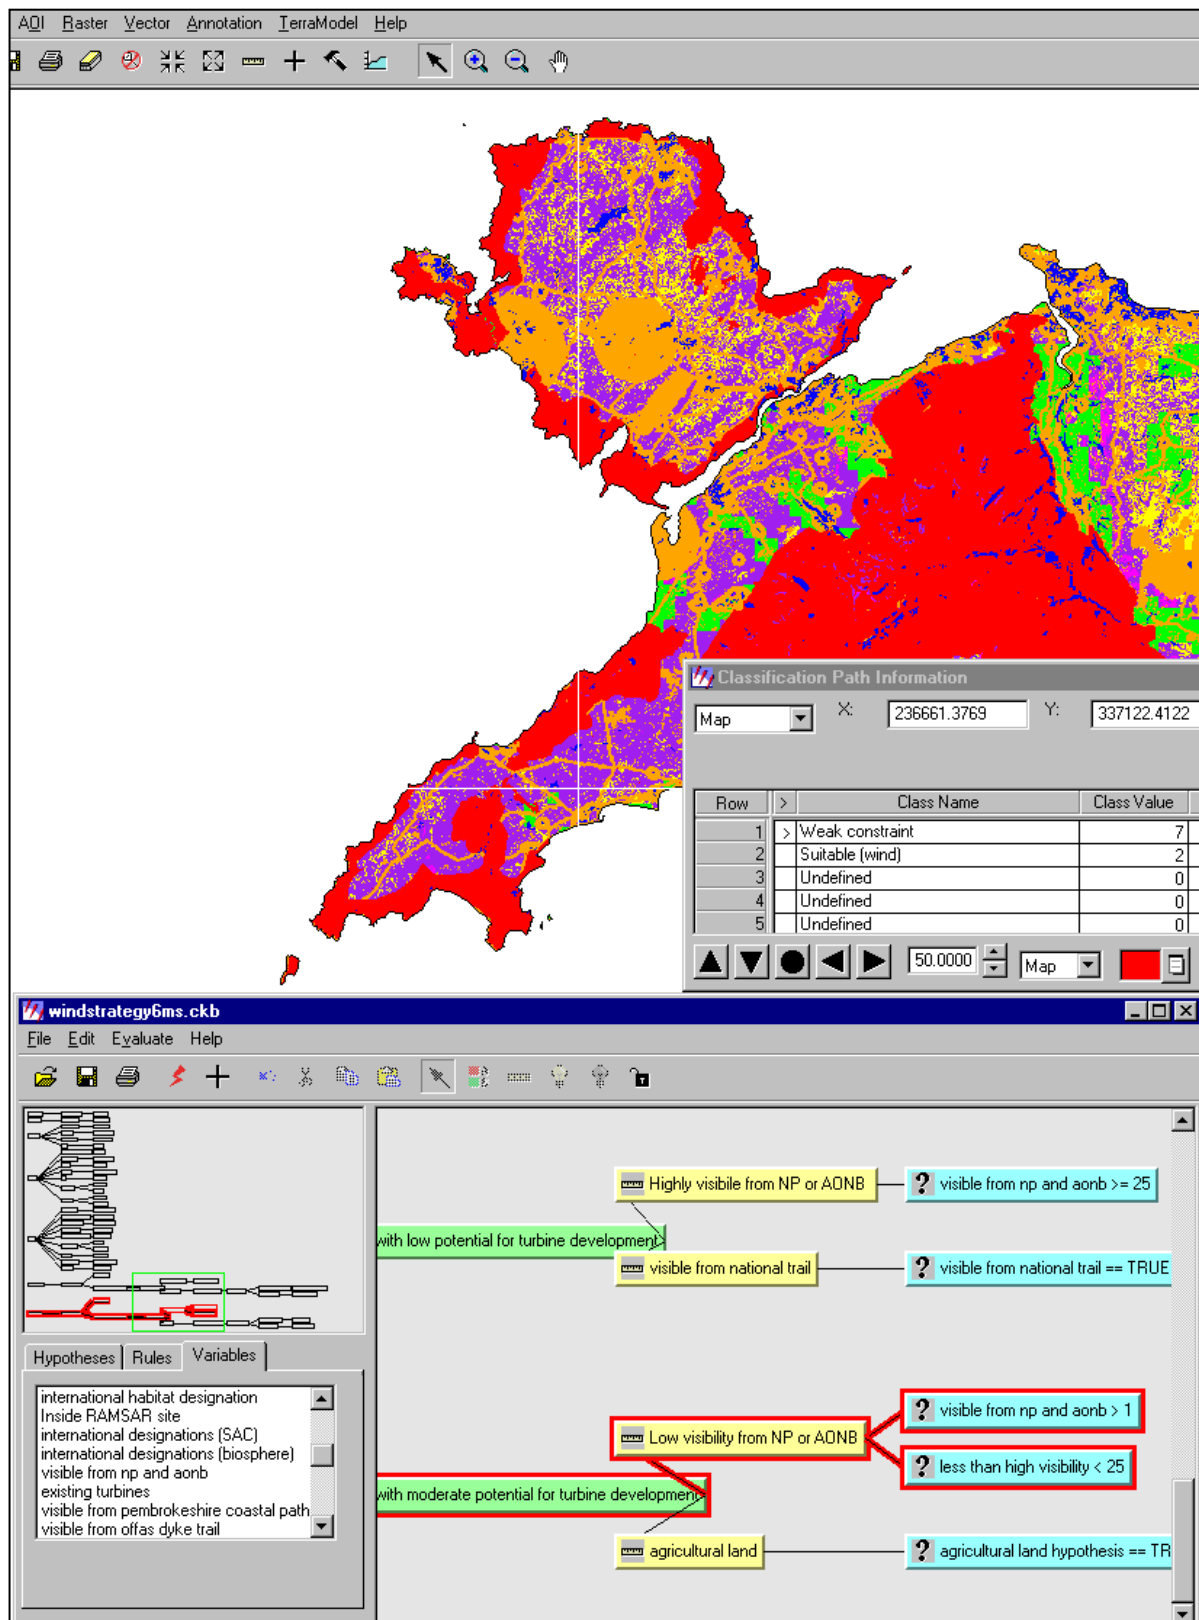 AOI Raster Vector Annotation TerraModel Help
Classification Path Information
Map X: 236661.3769 Y: 337122.4122
Row > Class Name Class Value
1 > Weak constraint 7
2 Suitable (wind) 2
3 Undefined 0
4 Undefined 0
5 Undefined 0
50.0000 Map
windstrategy6ms.ckb
File Edit Evaluate Help
Highly visibile from NP or AONB ? visible from np and aonb >= 25
with low potential for turbine development
visible from national trail ? visible from national trail == TRUE
Hypotheses Rules Variables
international habitat designation
Inside RAMSAR site
international designations (SAC)
international designations (biosphere)
visible from np and aonb
existing turbines
visible from pembrokeshire coastal path
visible from offas dyke trail
? visible from np and aonb > 1
Low visibility from NP or AONB
? less than high visibility < 25
with moderate potential for turbine development
agricultural land ? agricultural land hypothesis == TR